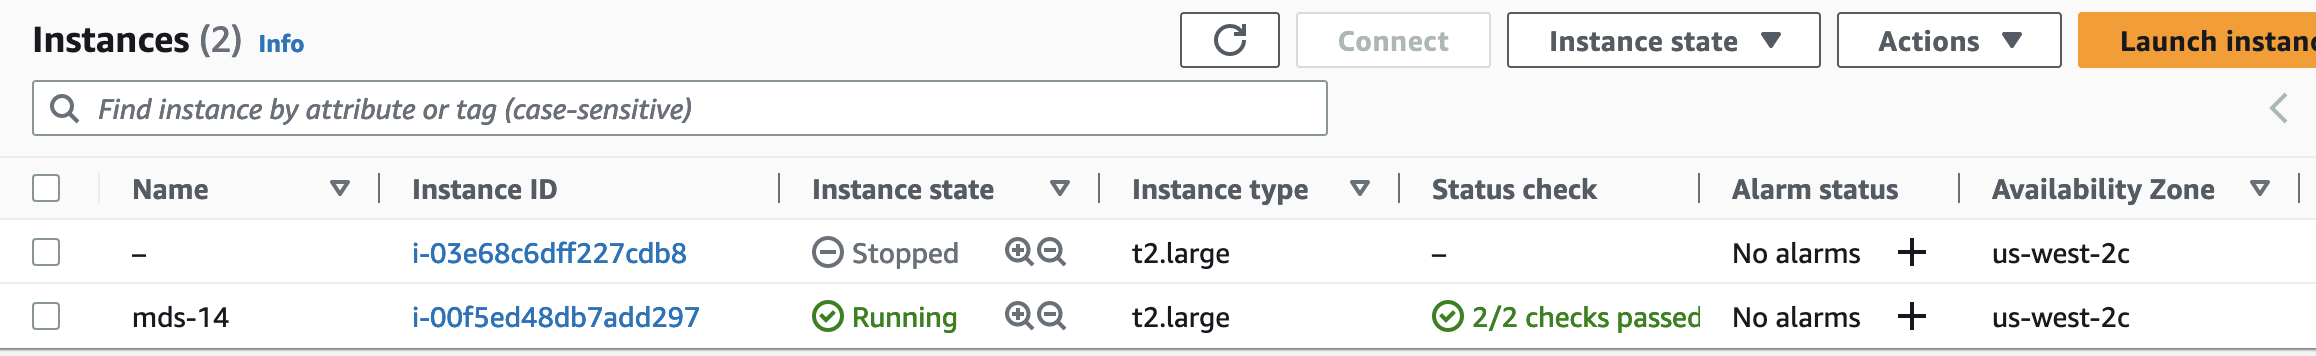 Instances (2) Info Connect Instance state Actions Launch instanc
Find instance by attribute or tag (case-sensitive)
Name Instance ID Instance state Instance type Status check Alarm status Availability Zone
– i-03e68c6dff227cdb8 Stopped t2.large – No alarms + us-west-2c
mds-14 i-00f5ed48db7add297 Running t2.large 2/2 checks passed No alarms + us-west-2c